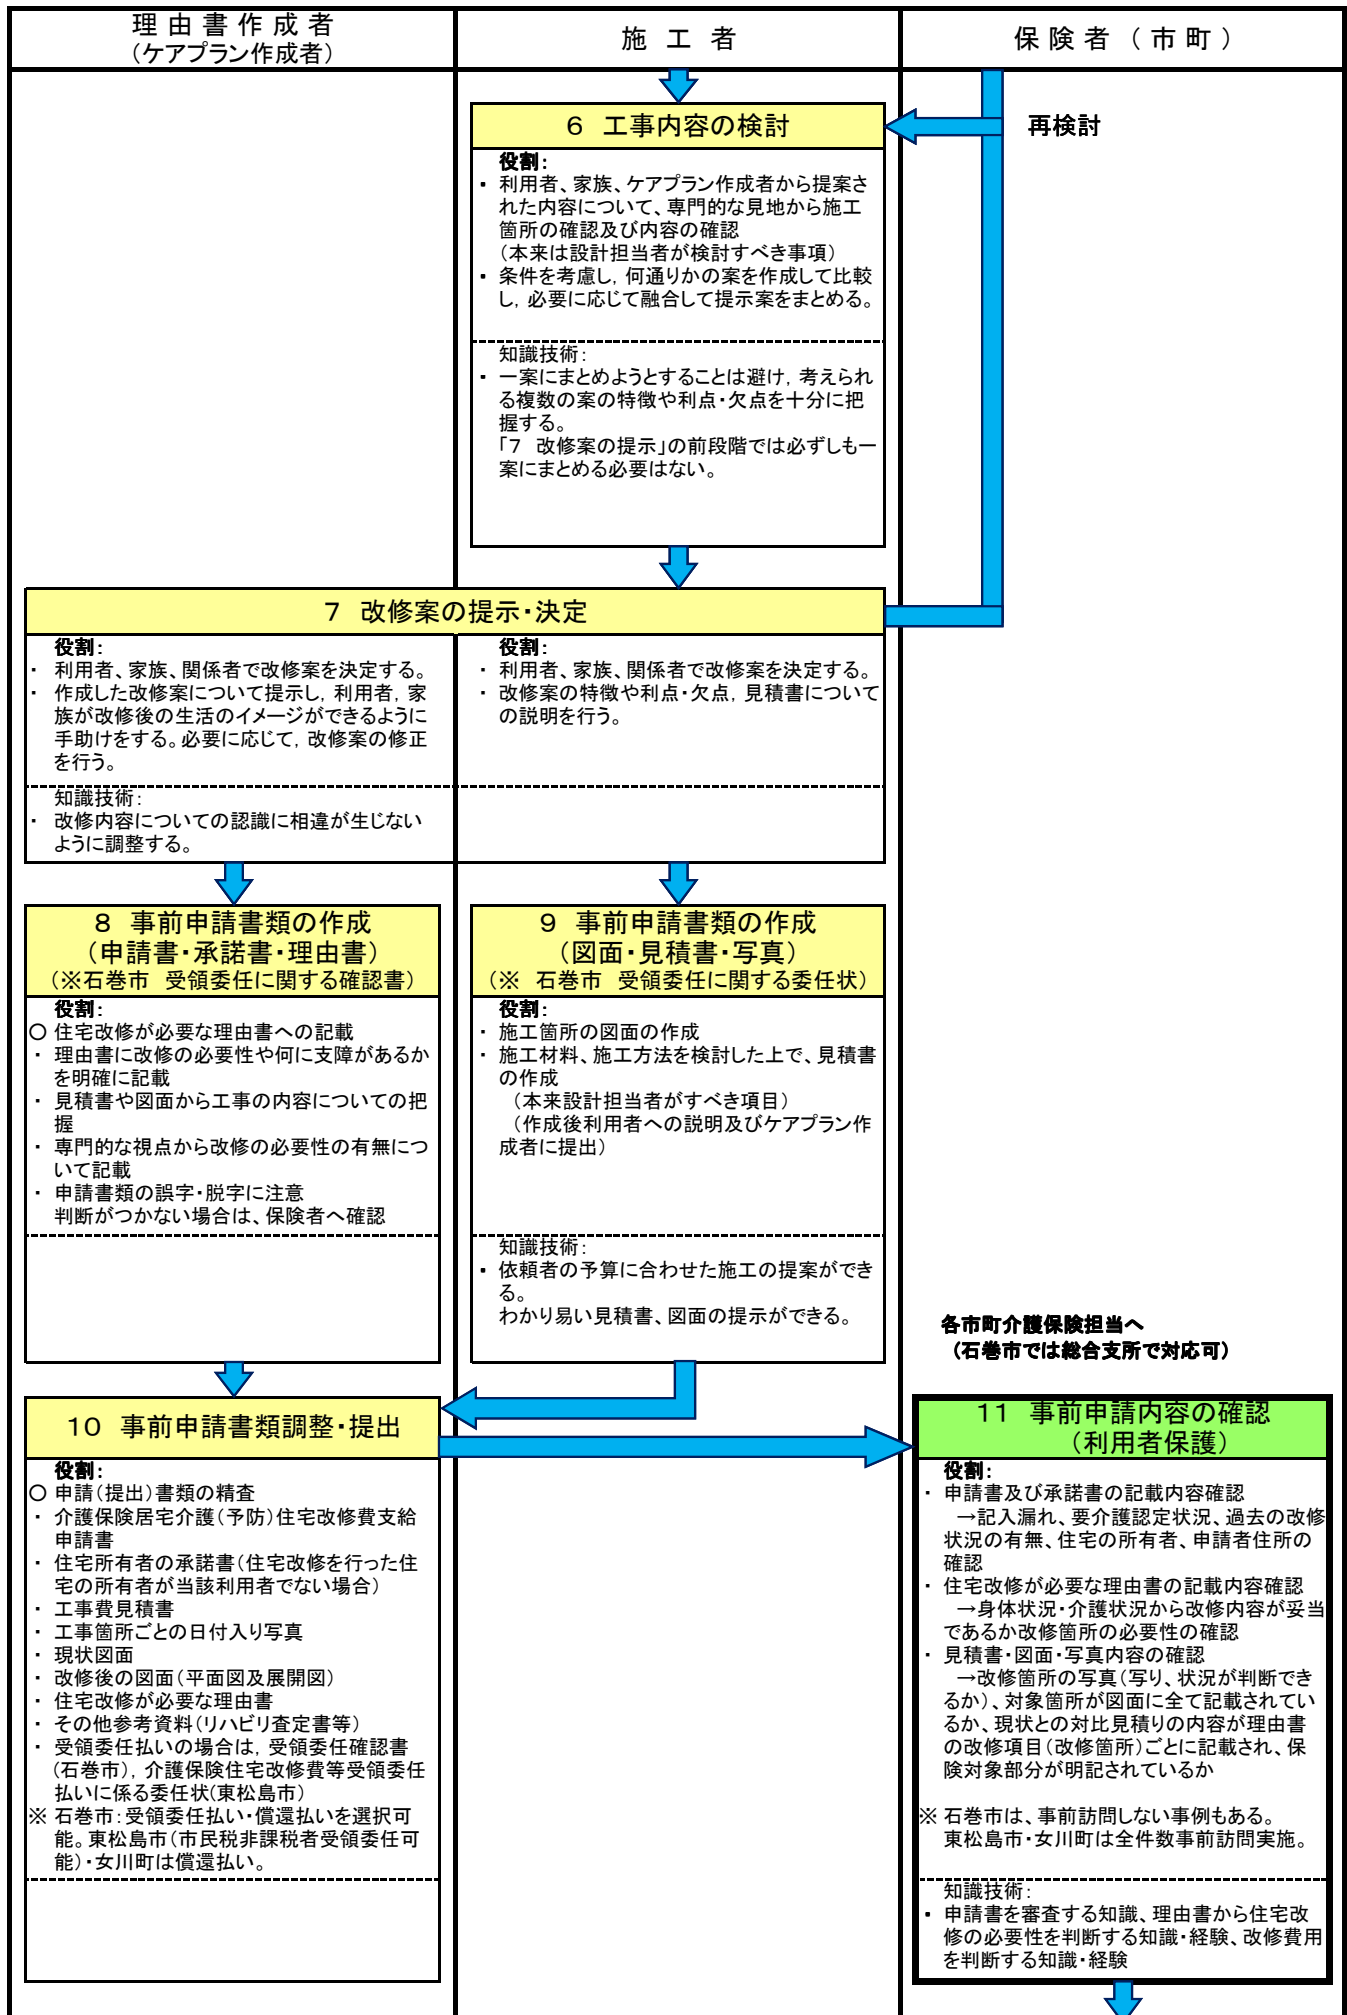 理由書作成者
（ケアプラン作成者）
施　工　者
保険者（市町）
６　工事内容の検討
再検討
役割：
・ 利用者、家族、ケアプラン作成者から提案さ
れた内容について、専門的な見地から施工
箇所の確認及び内容の確認
（本来は設計担当者が検討すべき事項）
・ 条件を考慮し，何通りかの案を作成して比較
し，必要に応じて融合して提示案をまとめる。
知識技術：
・ 一案にまとめようとすることは避け，考えられ
る複数の案の特徴や利点・欠点を十分に把
握する。
「７　改修案の提示」の前段階では必ずしも一
案にまとめる必要はない。
７　改修案の提示・決定
役割：
・ 利用者、家族、関係者で改修案を決定する。
・ 作成した改修案について提示し，利用者，家
族が改修後の生活のイメージができるように
手助けをする。必要に応じて，改修案の修正
を行う。
知識技術：
・ 改修内容についての認識に相違が生じない
ように調整する。
役割：
・ 利用者、家族、関係者で改修案を決定する。
・ 改修案の特徴や利点・欠点，見積書について
の説明を行う。
８　事前申請書類の作成
（申請書・承諾書・理由書）
（※石巻市　受領委任に関する確認書）
役割：
○ 住宅改修が必要な理由書への記載
・ 理由書に改修の必要性や何に支障があるか
を明確に記載
・ 見積書や図面から工事の内容についての把
握
・ 専門的な視点から改修の必要性の有無につ
いて記載
・ 申請書類の誤字・脱字に注意
判断がつかない場合は、保険者へ確認
９　事前申請書類の作成
（図面・見積書・写真）
（※　石巻市　受領委任に関する委任状）
役割：
・ 施工箇所の図面の作成
・ 施工材料、施工方法を検討した上で、見積書
の作成
（本来設計担当者がすべき項目）
（作成後利用者への説明及びケアプラン作
成者に提出）
知識技術：
・ 依頼者の予算に合わせた施工の提案ができ
る。
わかり易い見積書、図面の提示ができる。
各市町介護保険担当へ
（石巻市では総合支所で対応可）
１０　事前申請書類調整・提出
役割：
○ 申請（提出）書類の精査
・ 介護保険居宅介護（予防）住宅改修費支給
申請書
・ 住宅所有者の承諾書（住宅改修を行った住
宅の所有者が当該利用者でない場合）
・ 工事費見積書
・ 工事箇所ごとの日付入り写真
・ 現状図面
・ 改修後の図面（平面図及展開図）
・ 住宅改修が必要な理由書
・ その他参考資料（リハビリ査定書等）
・ 受領委任払いの場合は，受領委任確認書
（石巻市），介護保険住宅改修費等受領委任
払いに係る委任状（東松島市）
※ 石巻市：受領委任払い・償還払いを選択可
能。東松島市（市民税非課税者受領委任可
能）・女川町は償還払い。
１１　事前申請内容の確認
（利用者保護）
役割：
・ 申請書及び承諾書の記載内容確認
→記入漏れ、要介護認定状況、過去の改修
状況の有無、住宅の所有者、申請者住所の
確認
・ 住宅改修が必要な理由書の記載内容確認
→身体状況・介護状況から改修内容が妥当
であるか改修箇所の必要性の確認
・ 見積書・図面・写真内容の確認
→改修箇所の写真（写り、状況が判断でき
るか）、対象箇所が図面に全て記載されてい
るか、現状との対比見積りの内容が理由書
の改修項目（改修箇所）ごとに記載され、保
険対象部分が明記されているか
※ 石巻市は、事前訪問しない事例もある。
東松島市・女川町は全件数事前訪問実施。
知識技術：
・ 申請書を審査する知識、理由書から住宅改
修の必要性を判断する知識・経験、改修費用
を判断する知識・経験